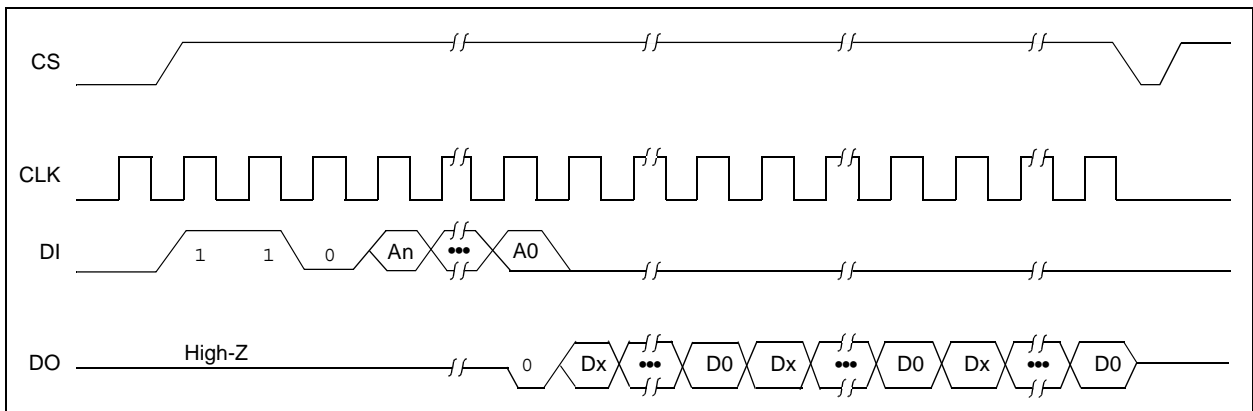 CS
CLK
DI 1 1 0 An ••• A0
High-Z
DO 0 Dx ••• D0 Dx ••• D0 Dx ••• D0